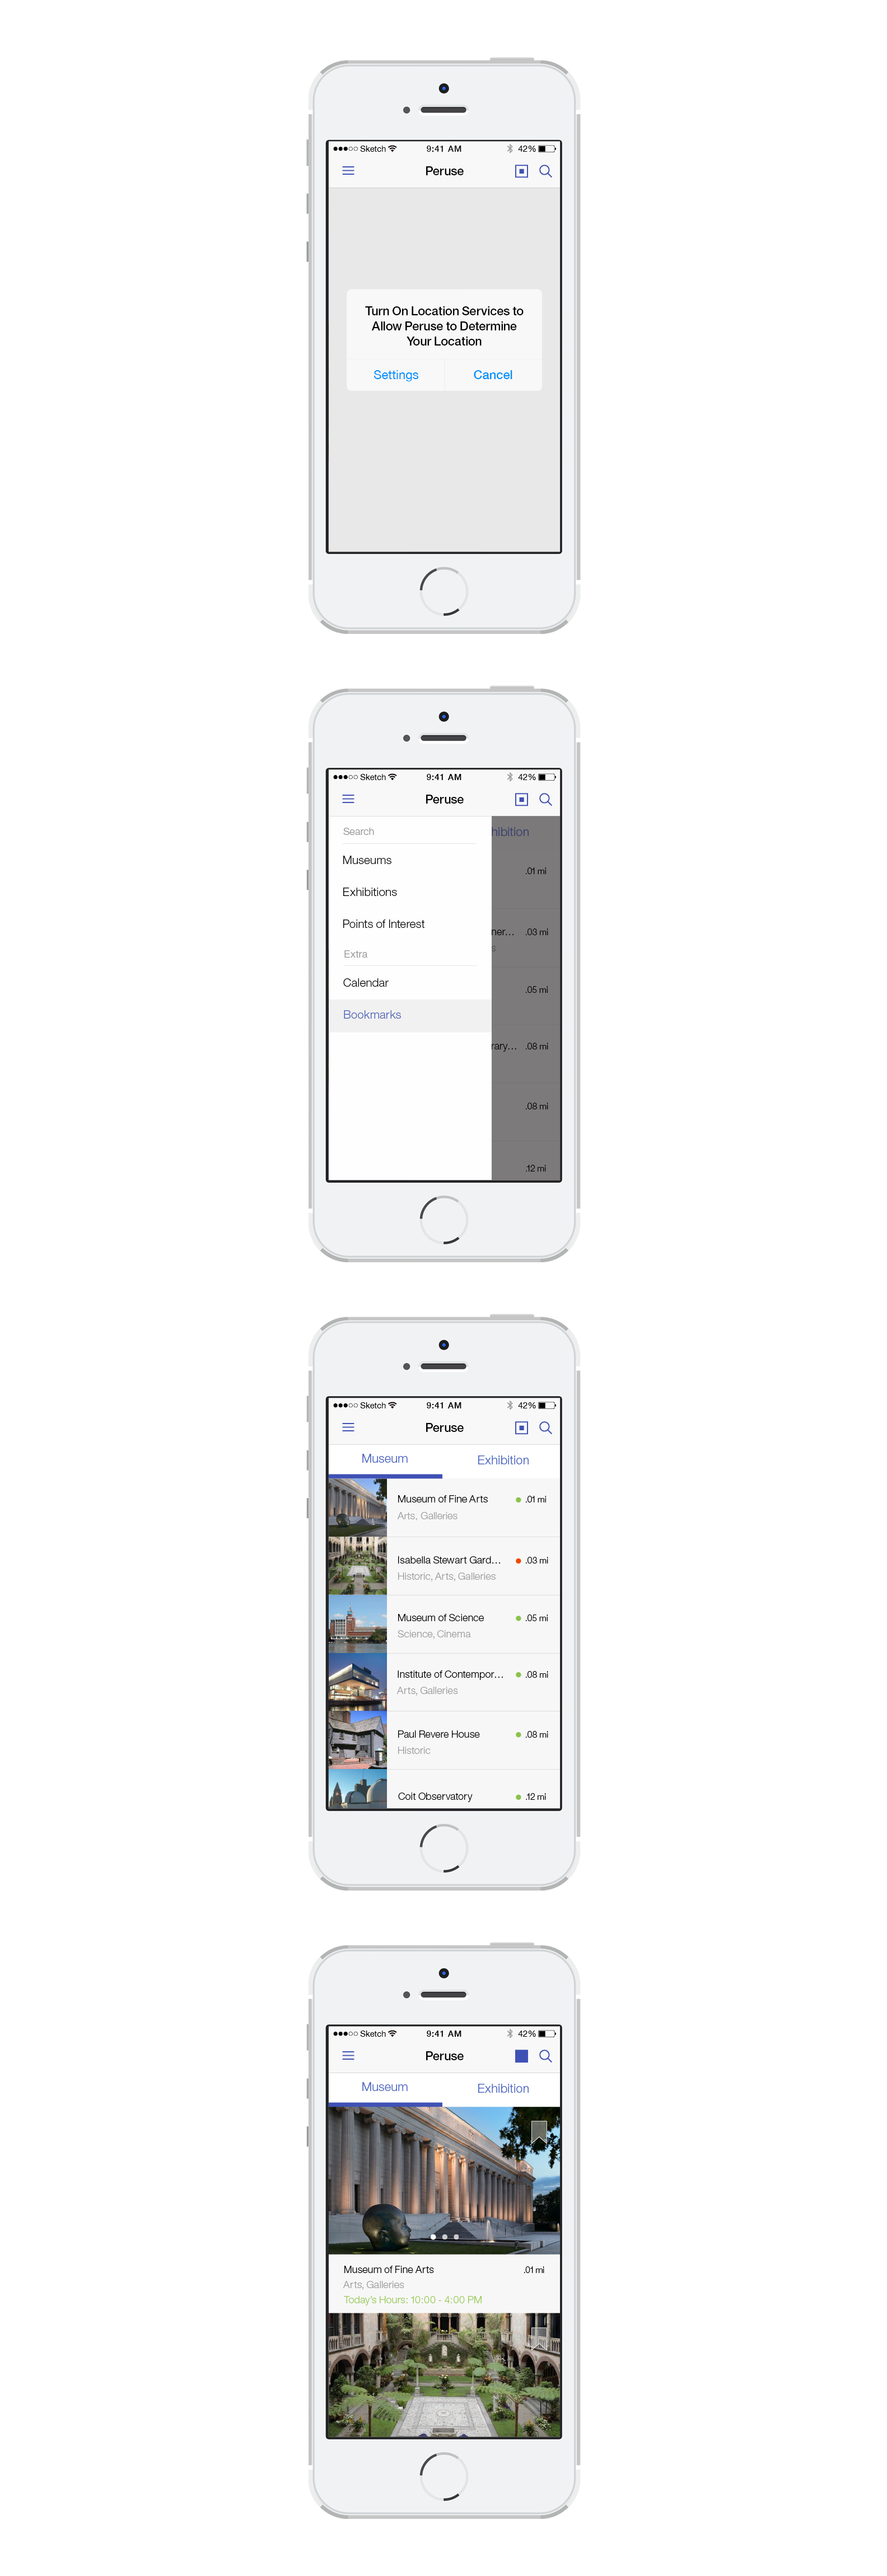 Sketch 9:41 AM 42%
Peruse
Turn On Location Services to
Allow Peruse to Determine
Your Location
Settings Cancel
Sketch 9:41 AM 42%
Peruse
Search
hibition
Museums
.01 mi
Exhibitions
Points of Interest
ner... .03 mi
s
Extra
Calendar
.05 mi
Bookmarks
rary... .08 mi
.08 mi
.12 mi
Sketch 9:41 AM 42%
Peruse
Museum Exhibition
Museum of Fine Arts .01 mi
Arts, Galleries
Isabella Stewart Gard... .03 mi
Historic, Arts, Galleries
Museum of Science .05 mi
Science, Cinema
Institute of Contempor... .08 mi
Arts, Galleries
Paul Revere House .08 mi
Historic
Coit Observatory .12 mi
Sketch 9:41 AM 42%
Peruse
Museum Exhibition
Museum of Fine Arts .01 mi
Arts, Galleries
Today's Hours: 10:00 - 4:00 PM